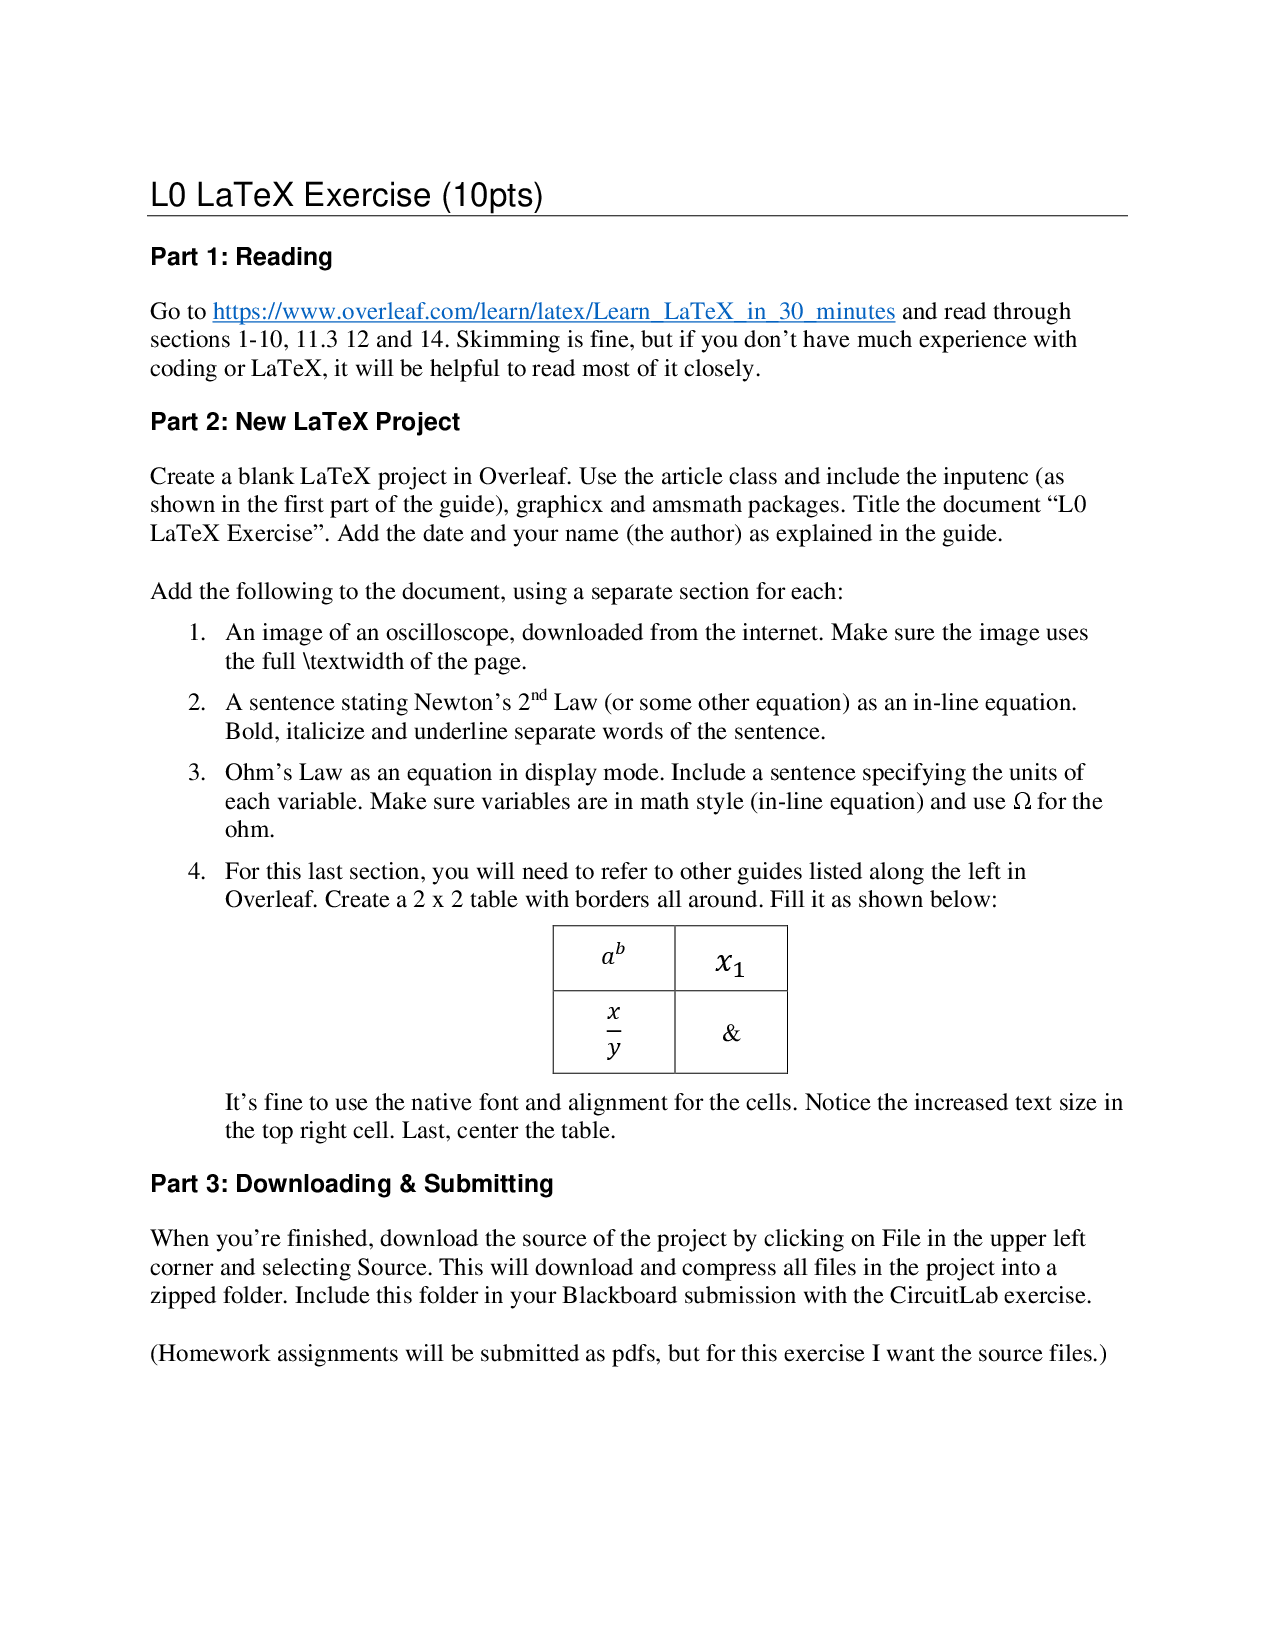 L0 LaTeX Exercise (10pts)
Part 1: Reading
Go to https://www.overleaf.com/learn/latex/Learn_LaTeX_in_30_minutes and read through
sections 1-10, 11.3 12 and 14. Skimming is fine, but if you don’t have much experience with
coding or LaTeX, it will be helpful to read most of it closely.
Part 2: New LaTeX Project
Create a blank LaTeX project in Overleaf. Use the article class and include the inputenc (as
shown in the first part of the guide), graphicx and amsmath packages. Title the document “L0
LaTeX Exercise”. Add the date and your name (the author) as explained in the guide.
Add the following to the document, using a separate section for each:
1. An image of an oscilloscope, downloaded from the internet. Make sure the image uses
the full \textwidth of the page.
2. A sentence stating Newton’s 2nd Law (or some other equation) as an in-line equation.
Bold, italicize and underline separate words of the sentence.
3. Ohm’s Law as an equation in display mode. Include a sentence specifying the units of
each variable. Make sure variables are in math style (in-line equation) and use Ω for the
ohm.
4. For this last section, you will need to refer to other guides listed along the left in
Overleaf. Create a 2 x 2 table with borders all around. Fill it as shown below:
a^b x_1
x/y &
It’s fine to use the native font and alignment for the cells. Notice the increased text size in
the top right cell. Last, center the table.
Part 3: Downloading & Submitting
When you’re finished, download the source of the project by clicking on File in the upper left
corner and selecting Source. This will download and compress all files in the project into a
zipped folder. Include this folder in your Blackboard submission with the CircuitLab exercise.
(Homework assignments will be submitted as pdfs, but for this exercise I want the source files.)